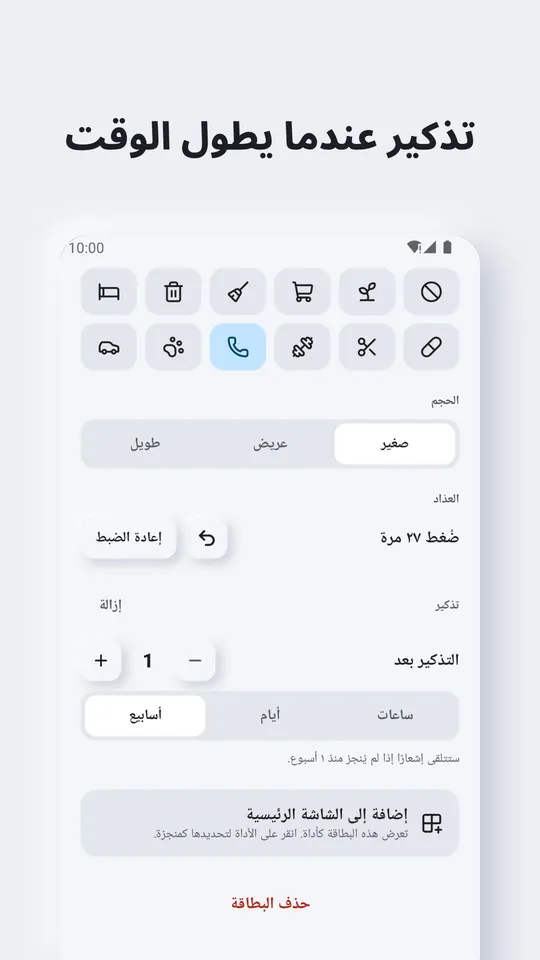 تذكير عندما يطول الوقت
10:00
الحجم
صغير
عريض
طويل
العداد
ضُغط ٢٧ مرة
إعادة الضبط
تذكير
إزالة
التذكير بعد
− 1 +
ساعات
أيام
أسابيع
ستتلقى إشعارًا إذا لم يُنجز منذ ١ أسبوع.
إضافة إلى الشاشة الرئيسية
تعرض هذه البطاقة كأداة. انقر على الأداة لتحديدها كمنجزة.
حذف البطاقة